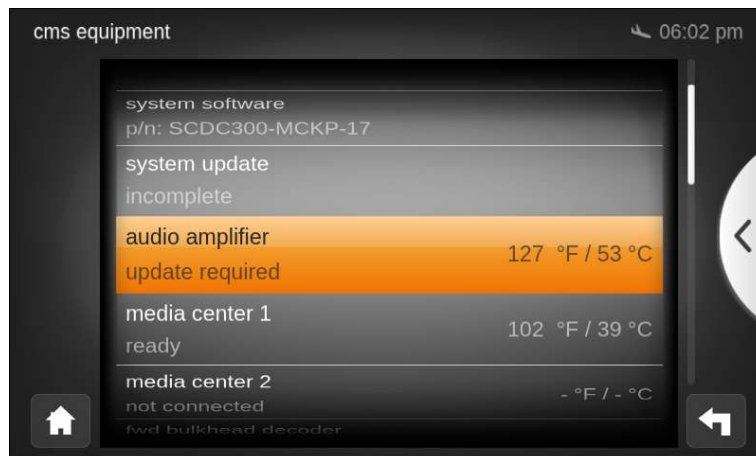 cms equipment
06:02 pm
system software
p/n: SCDC300-MCKP-17
system update
incomplete
audio amplifier
update required
127 °F / 53 °C
media center 1
ready
102 °F / 39 °C
media center 2
not connected
- °F / - °C
fwd bulkhead decoder